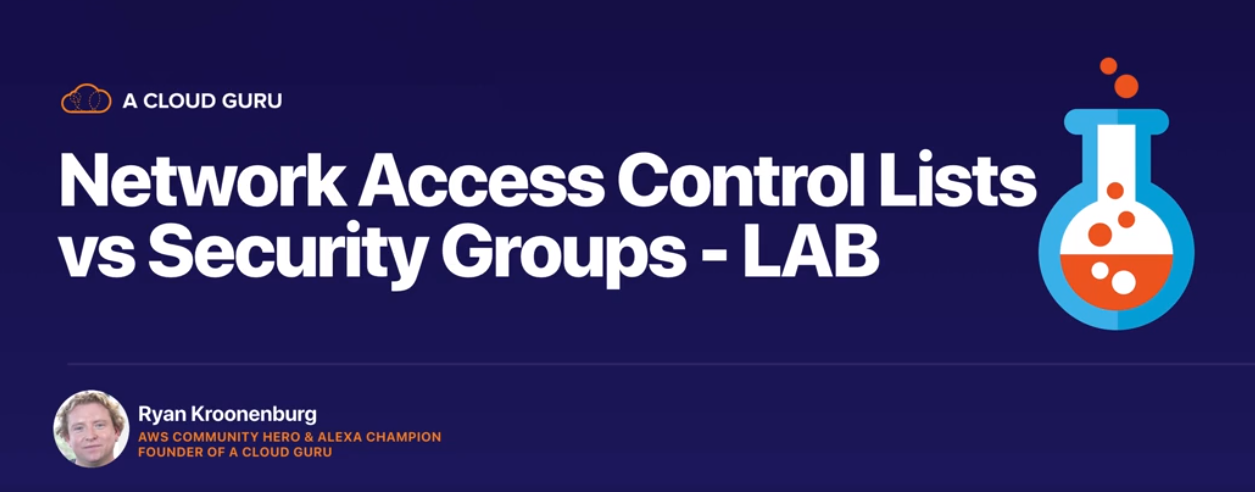 A CLOUD GURU
Network Access Control Lists
vs Security Groups - LAB
Ryan Kroonenburg
AWS COMMUNITY HERO & ALEXA CHAMPION
FOUNDER OF A CLOUD GURU